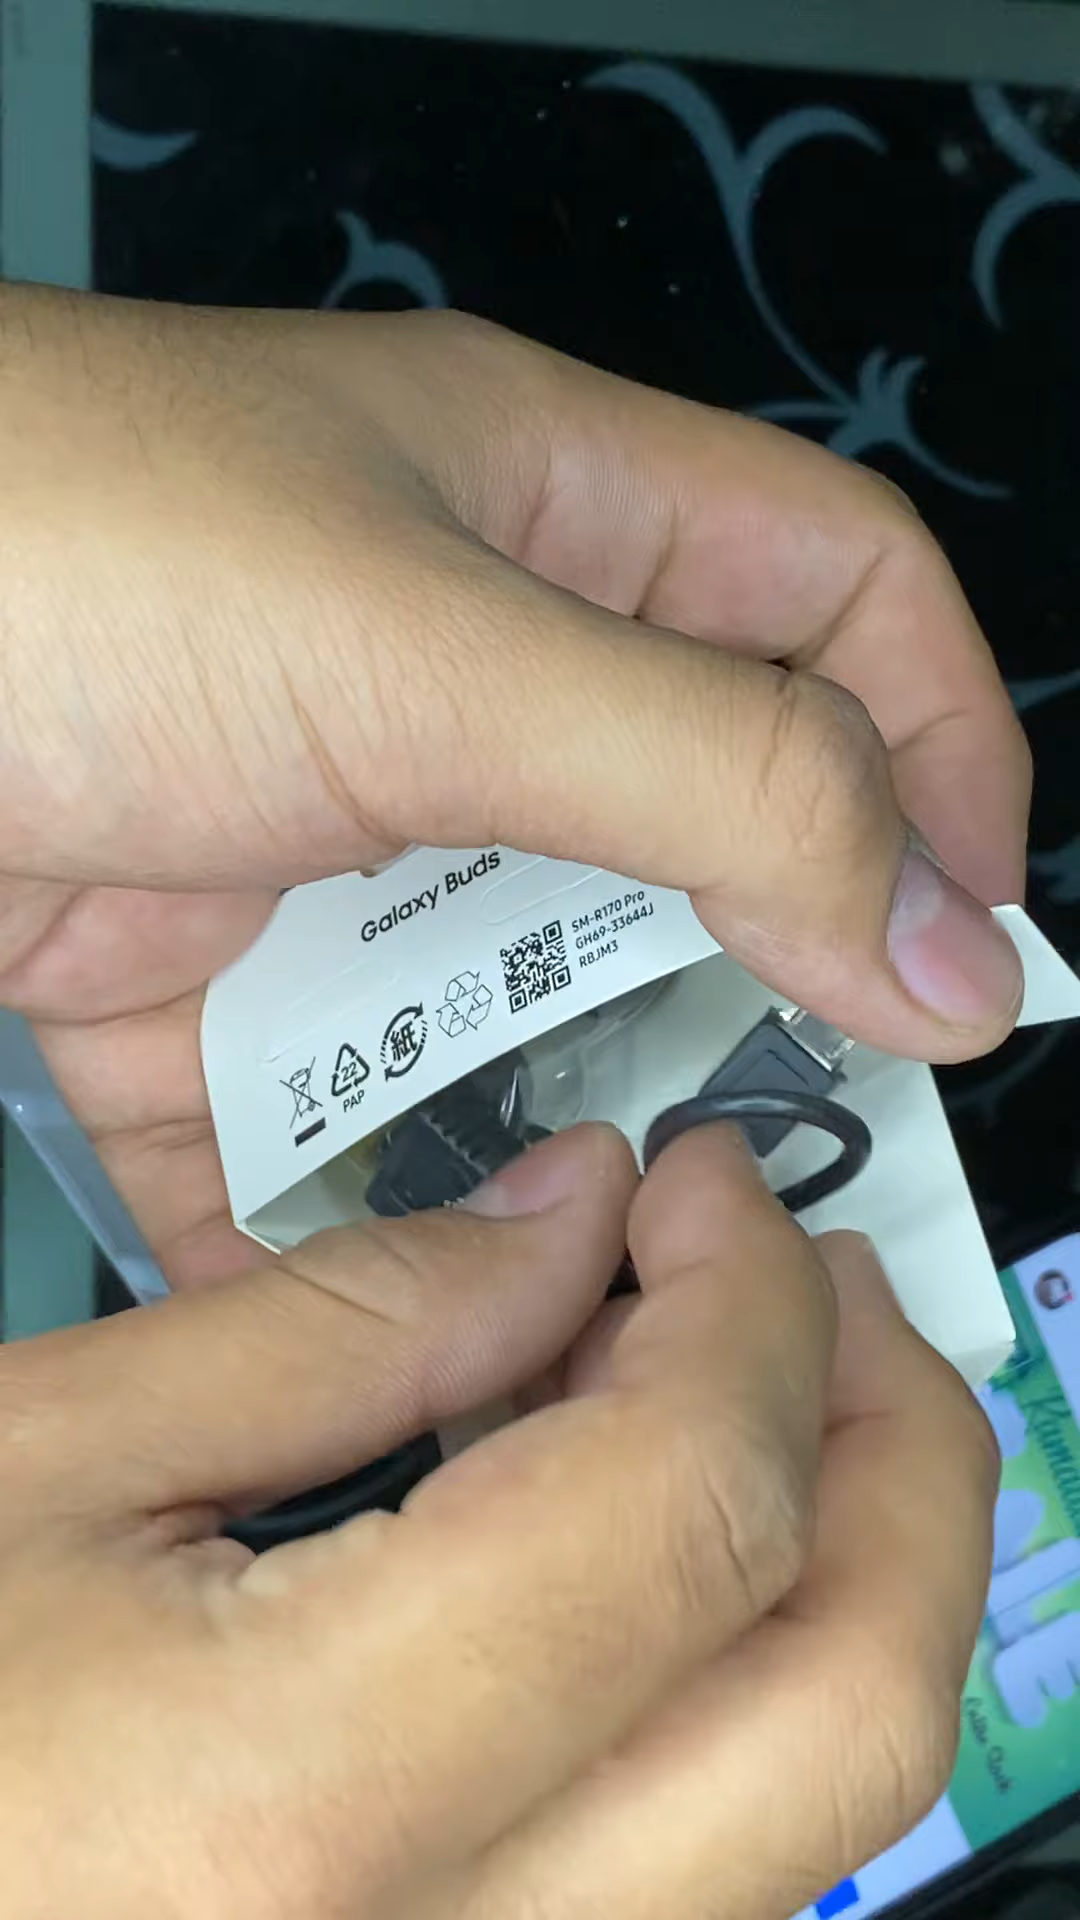 Galaxy Buds
SM-R170 Pro
GH69-33644J
RBJM3
紙
22
PAP